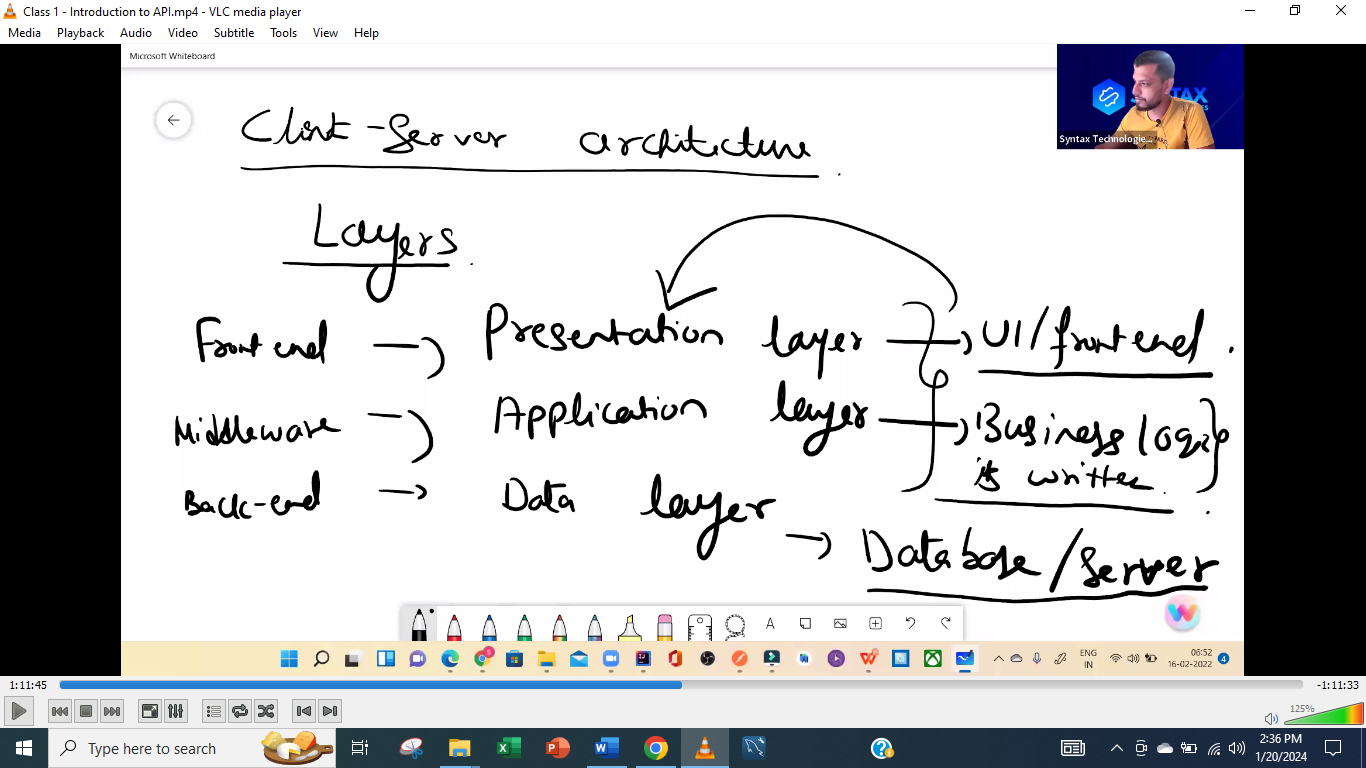 Class 1 - Introduction to API.mp4 - VLC media player
Media Playback Audio Video Subtitle Tools View Help
Microsoft Whiteboard
Syntax Technologie...
Client-Server architecture
Layers
Front end → Presentation layer → UI/front end.
Middleware → Application layer → Business logic
is written.
Back-end → Data layer
→ Database/Server
A
ENG
IN
06:52
16-02-2022
4
1:11:45
-1:11:33
125%
Type here to search
2:36 PM
1/20/2024